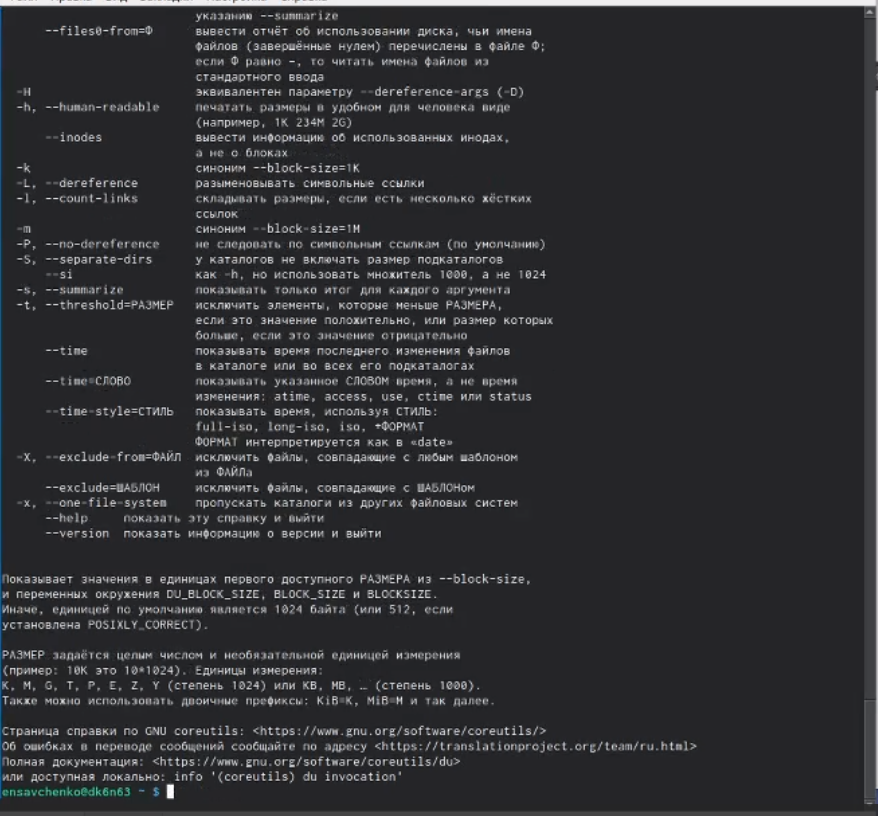 указанию --summarize
--files0-from=Ф вывести отчёт об использовании диска, чьи имена
файлов (завершённые нулем) перечислены в файле Ф;
если Ф равно -, то читать имена файлов из
стандартного ввода
-H эквивалентен параметру --dereference-args (-D)
-h, --human-readable печатать размеры в удобном для человека виде
(например, 1K 234M 2G)
--inodes вывести информацию об использованных инодах,
а не о блоках
-k синоним --block-size=1K
-L, --dereference разыменовывать символьные ссылки
-l, --count-links складывать размеры, если есть несколько жёстких
ссылок
-m синоним --block-size=1M
-P, --no-dereference не следовать по символьным ссылкам (по умолчанию)
-S, --separate-dirs у каталогов не включать размер подкаталогов
--si как -h, но использовать множитель 1000, а не 1024
-s, --summarize показывать только итог для каждого аргумента
-t, --threshold=РАЗМЕР исключить элементы, которые меньше РАЗМЕРА,
если это значение положительно, или размер которых
больше, если это значение отрицательно
--time показывать время последнего изменения файлов
в каталоге или во всех его подкаталогах
--time=СЛОВО показывать указанное СЛОВОМ время, а не время
изменения: atime, access, use, ctime или status
--time-style=СТИЛЬ показывать время, используя СТИЛЬ:
full-iso, long-iso, iso, +ФОРМАТ
ФОРМАТ интерпретируется как в «date»
-X, --exclude-from=ФАЙЛ исключить файлы, совпадающие с любым шаблоном
из ФАЙЛа
--exclude=ШАБЛОН исключить файлы, совпадающие с ШАБЛОНом
-x, --one-file-system пропускать каталоги из других файловых систем
--help показать эту справку и выйти
--version показать информацию о версии и выйти
Показывает значения в единицах первого доступного РАЗМЕРА из --block-size,
и переменных окружения DU_BLOCK_SIZE, BLOCK_SIZE и BLOCKSIZE.
Иначе, единицей по умолчанию является 1024 байта (или 512, если
установлена POSIXLY_CORRECT).
РАЗМЕР задаётся целым числом и необязательной единицей измерения
(пример: 10K это 10*1024). Единицы измерения:
K, M, G, T, P, E, Z, Y (степень 1024) или KB, MB, … (степень 1000).
Также можно использовать двоичные префиксы: KiB=K, MiB=M и так далее.
Страница справки по GNU coreutils: <https://www.gnu.org/software/coreutils/>
Об ошибках в переводе сообщений сообщайте по адресу <https://translationproject.org/team/ru.html>
Полная документация: <https://www.gnu.org/software/coreutils/du>
или доступная локально: info '(coreutils) du invocation'
ensavchenko@dk6n63 ~ $